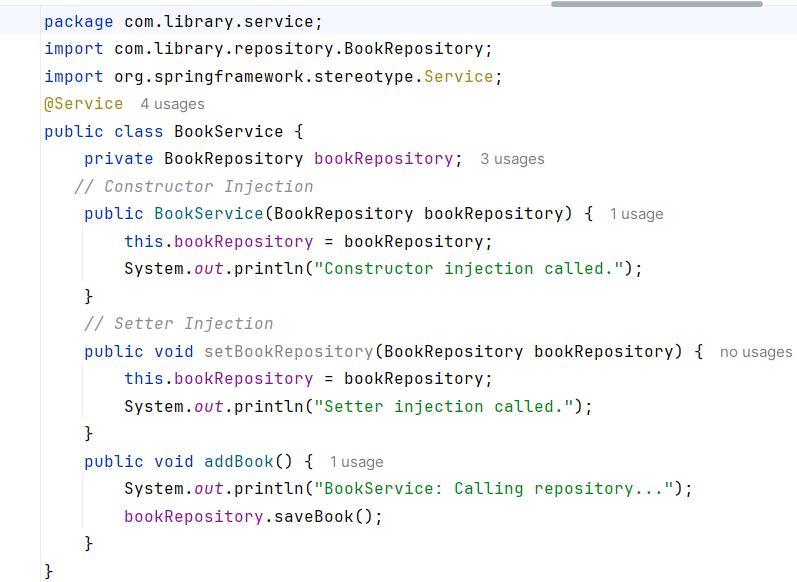 package com.library.service;
import com.library.repository.BookRepository;
import org.springframework.stereotype.Service;
@Service 4 usages
public class BookService {
    private BookRepository bookRepository; 3 usages
   // Constructor Injection
    public BookService(BookRepository bookRepository) { 1 usage
        this.bookRepository = bookRepository;
        System.out.println("Constructor injection called.");
    }
    // Setter Injection
    public void setBookRepository(BookRepository bookRepository) { no usages
        this.bookRepository = bookRepository;
        System.out.println("Setter injection called.");
    }
    public void addBook() { 1 usage
        System.out.println("BookService: Calling repository...");
        bookRepository.saveBook();
    }
}